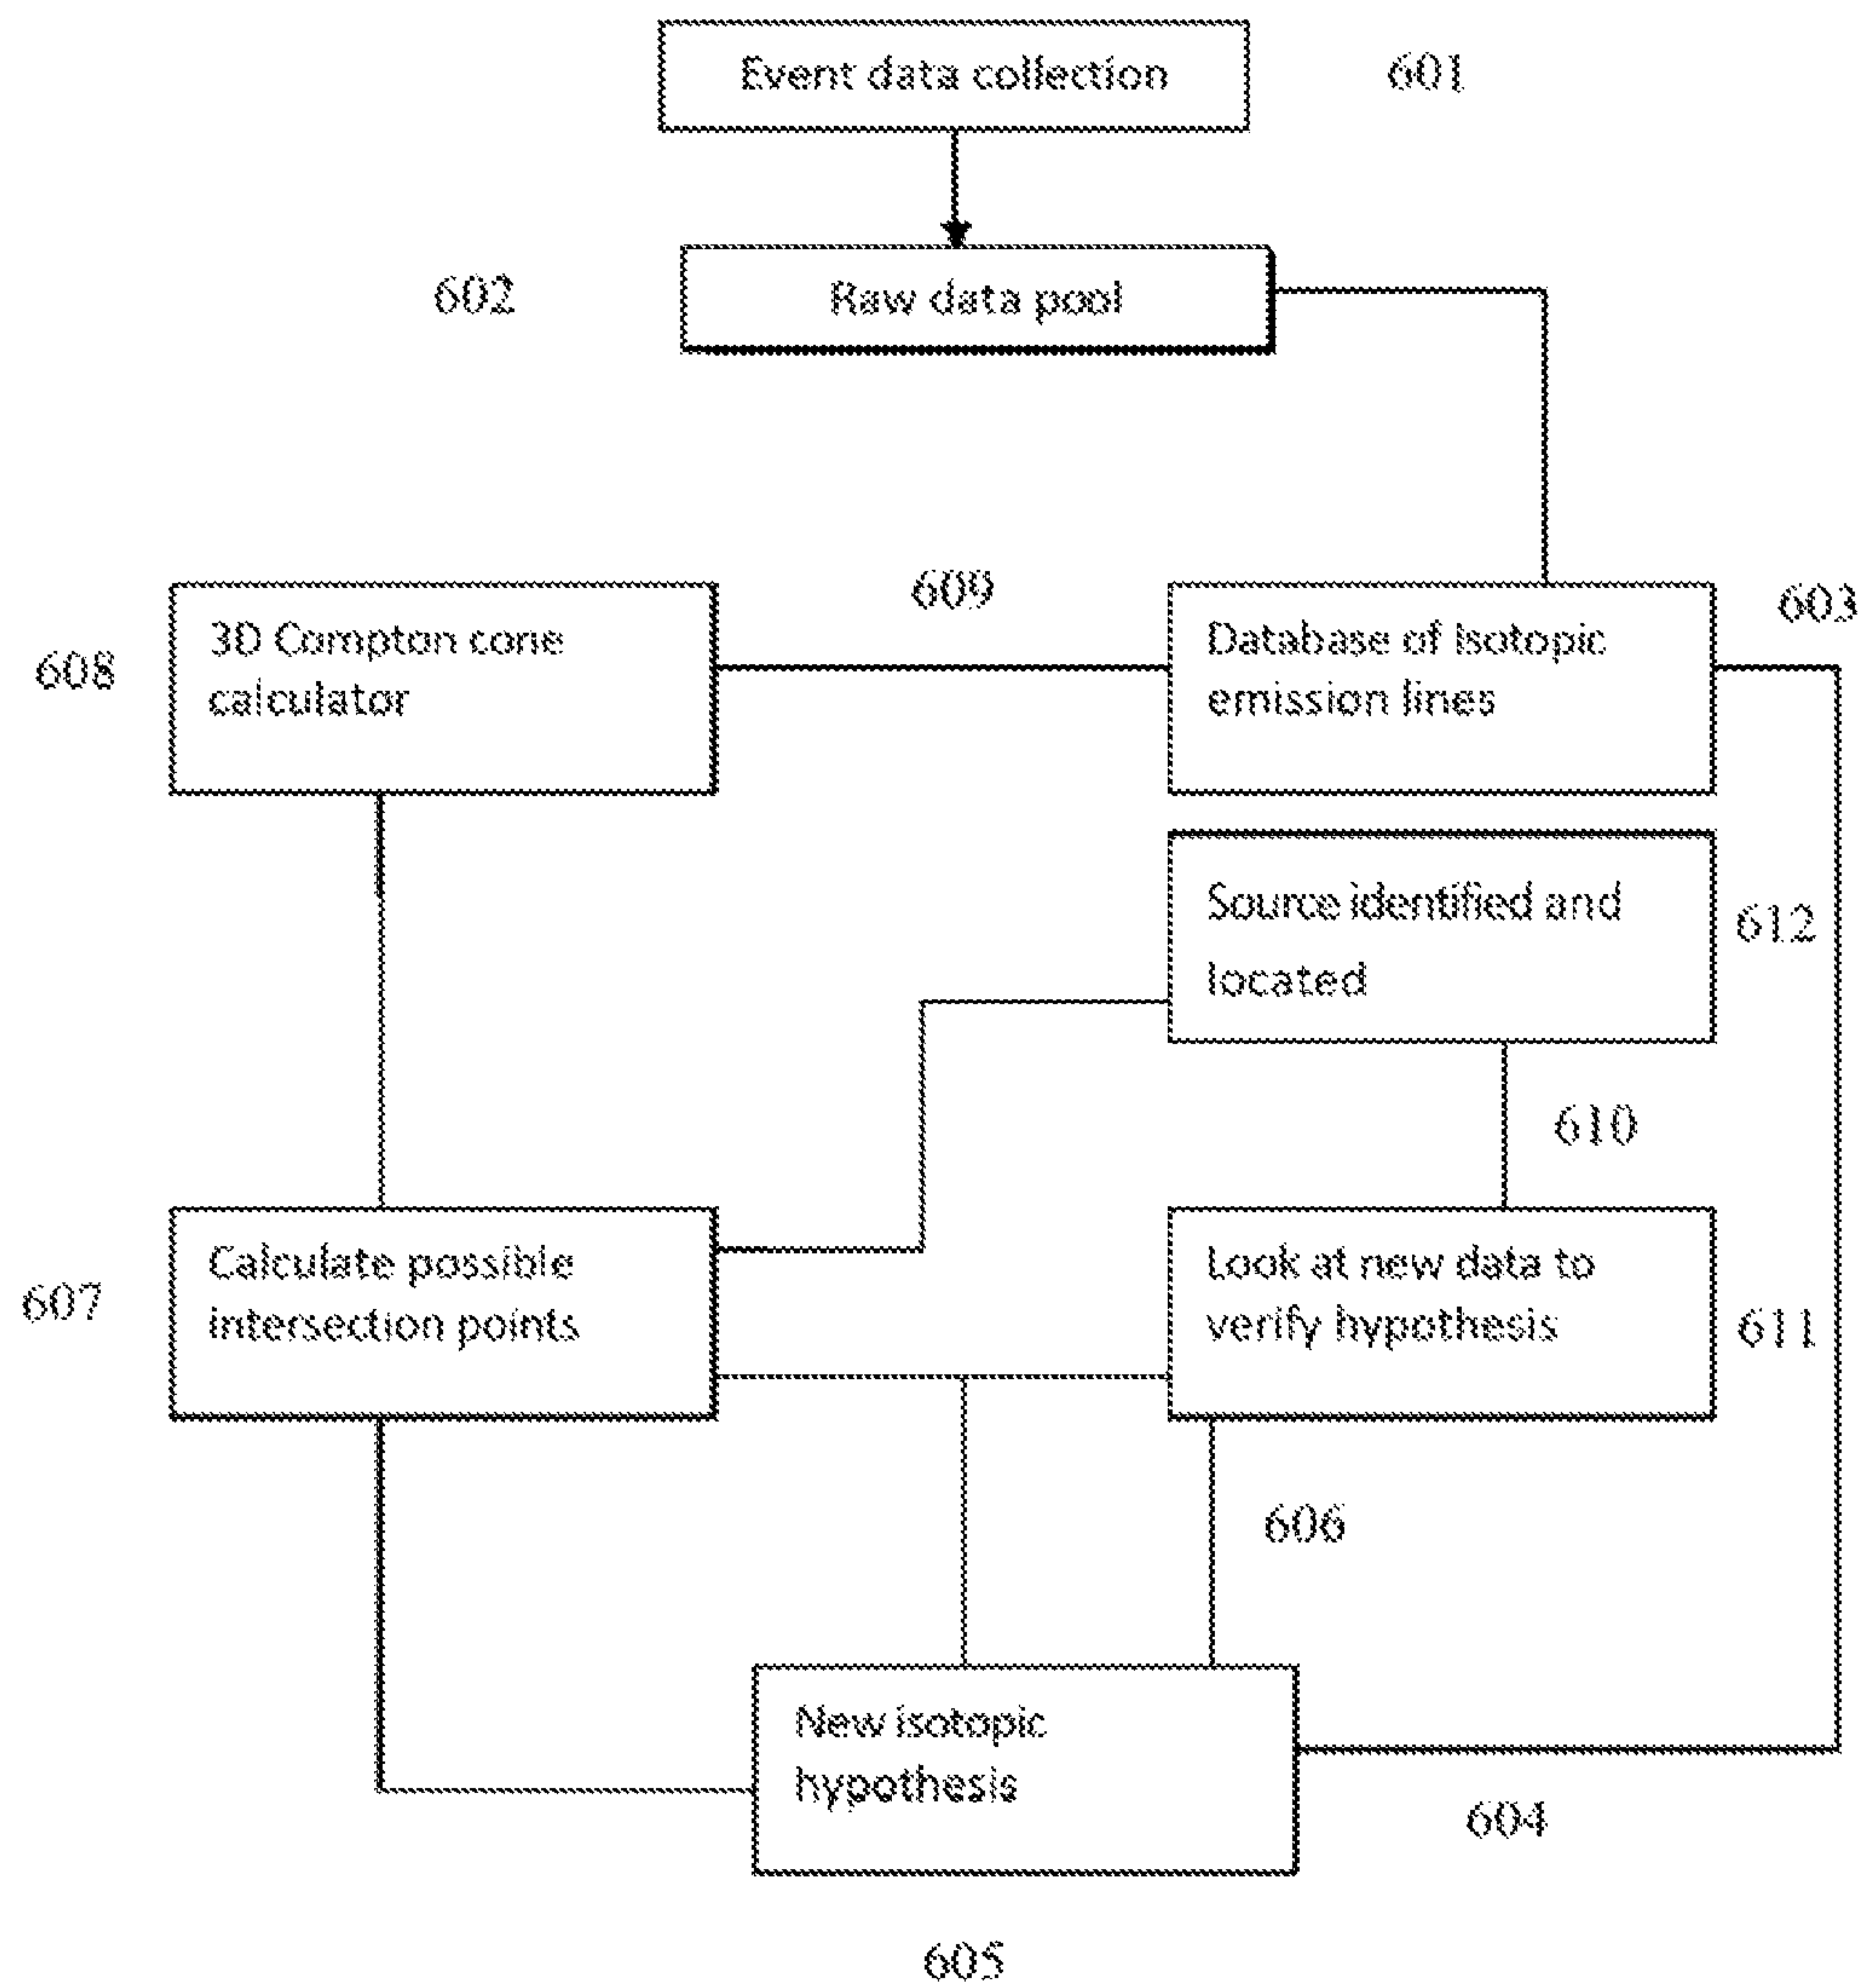 Event data collection
601
602
Raw data pool
609
603
608
3D Compton cone
calculator
Database of Isotopic
emission lines
Source identified and
located
612
610
607
Calculate possible
intersection points
Look at new data to
verify hypothesis
611
606
New isotopic
hypothesis
604
605